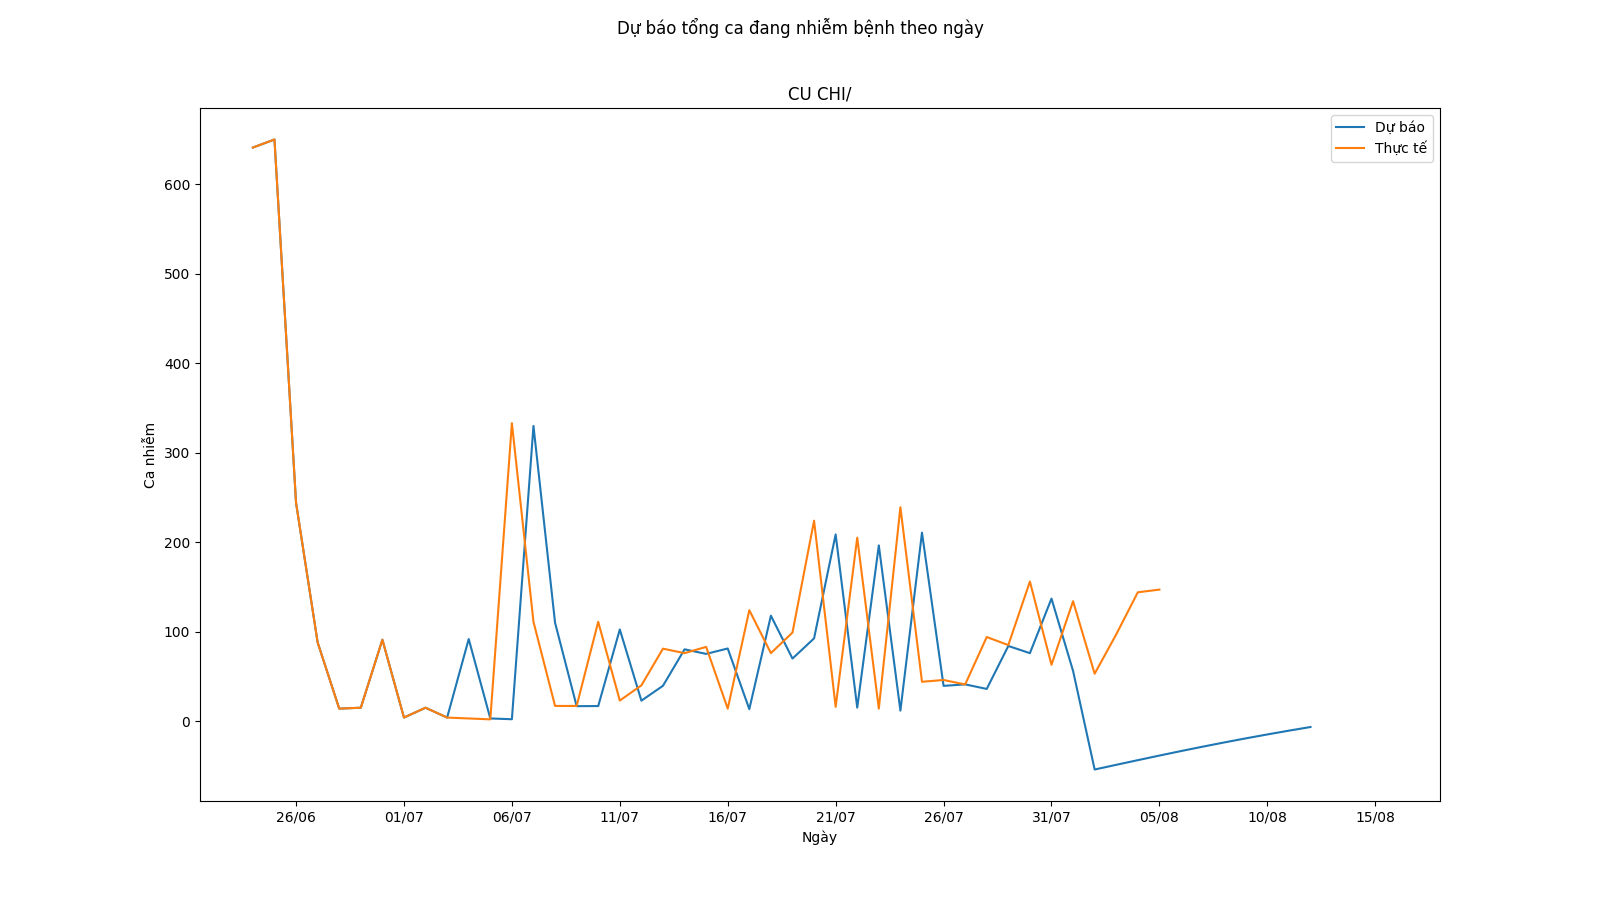 Dự báo tổng ca đang nhiễm bệnh theo ngày
CU CHI/
Dự báo
Thực tế
600
500
400
300
200
100
0
Ca nhiễm
26/06 01/07 06/07 11/07 16/07 21/07 26/07 31/07 05/08 10/08 15/08
Ngày